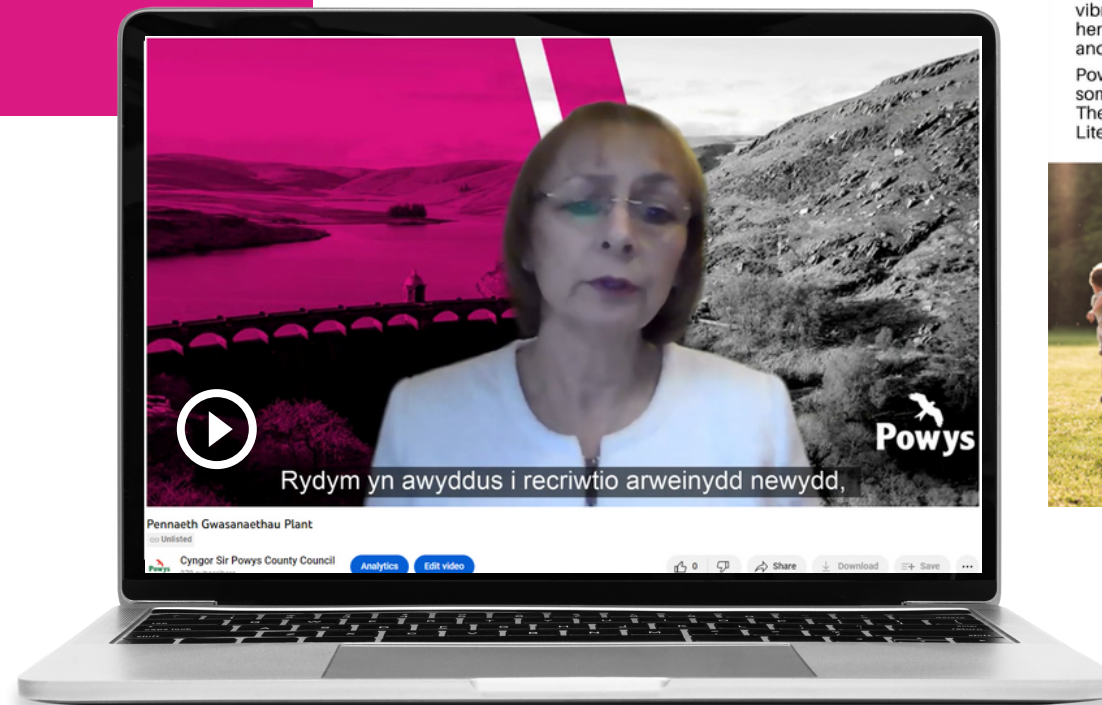 Powys
Rydym yn awyddus i recriwtio arweinydd newydd,
Pennaeth Gwasanaethau Plant
Unlisted
Powys
Cyngor Sir Powys County Council
Analytics
Edit video
0
Share
Download
Save